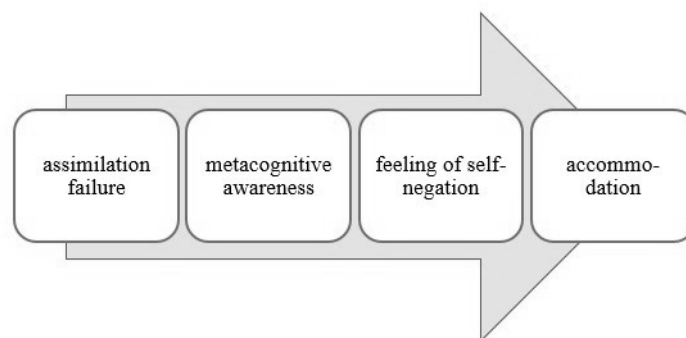 assimilation
failure
metacognitive
awareness
feeling of self-
negation
accommo-
dation